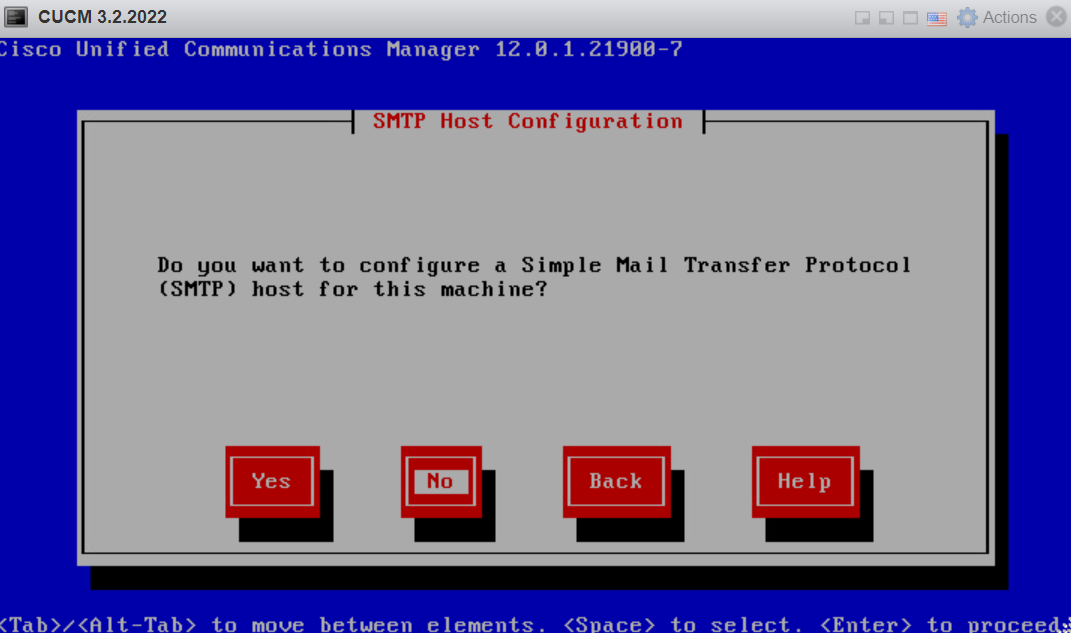 CUCM 3.2.2022
Actions
Cisco Unified Communications Manager 12.0.1.21900-7
SMTP Host Configuration
Do you want to configure a Simple Mail Transfer Protocol
(SMTP) host for this machine?
Yes No Back Help
<Tab>/<Alt-Tab> to move between elements. <Space> to select. <Enter> to proceed.